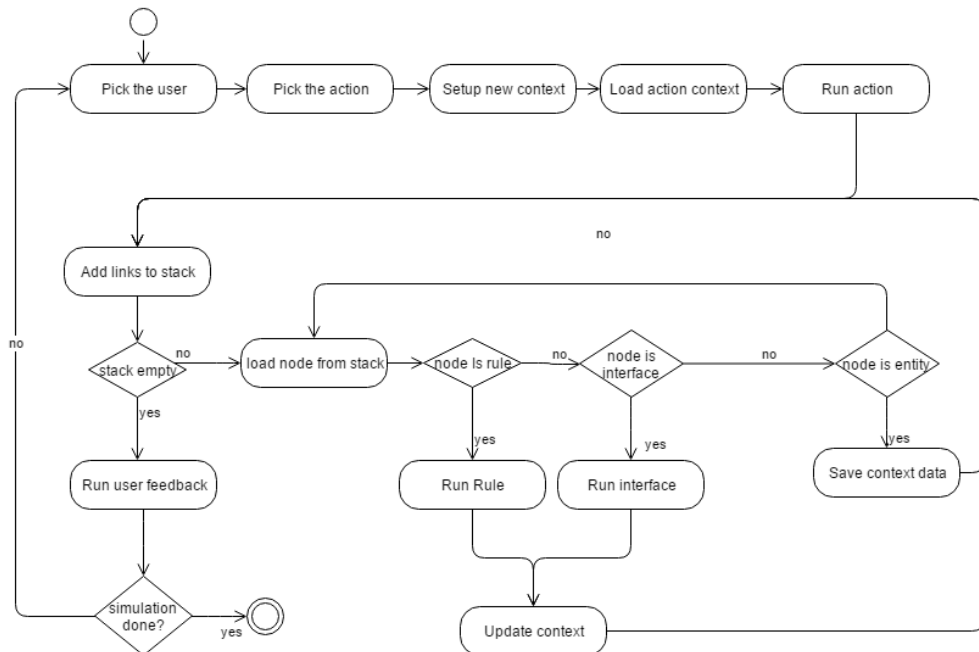 Pick the user
Pick the action
Setup new context
Load action context
Run action
no
Add links to stack
no
stack empty
no
load node from stack
node Is rule
no
node is
interface
no
node is entity
yes
yes
yes
yes
Run user feedback
Run Rule
Run interface
Save context data
simulation
done?
yes
Update context